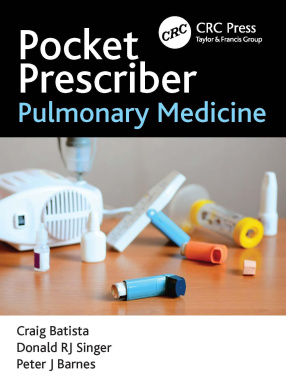 Pocket
Prescriber
Pulmonary Medicine
CRC
CRC Press
Taylor & Francis Group
Craig Batista
Donald RJ Singer
Peter J Barnes